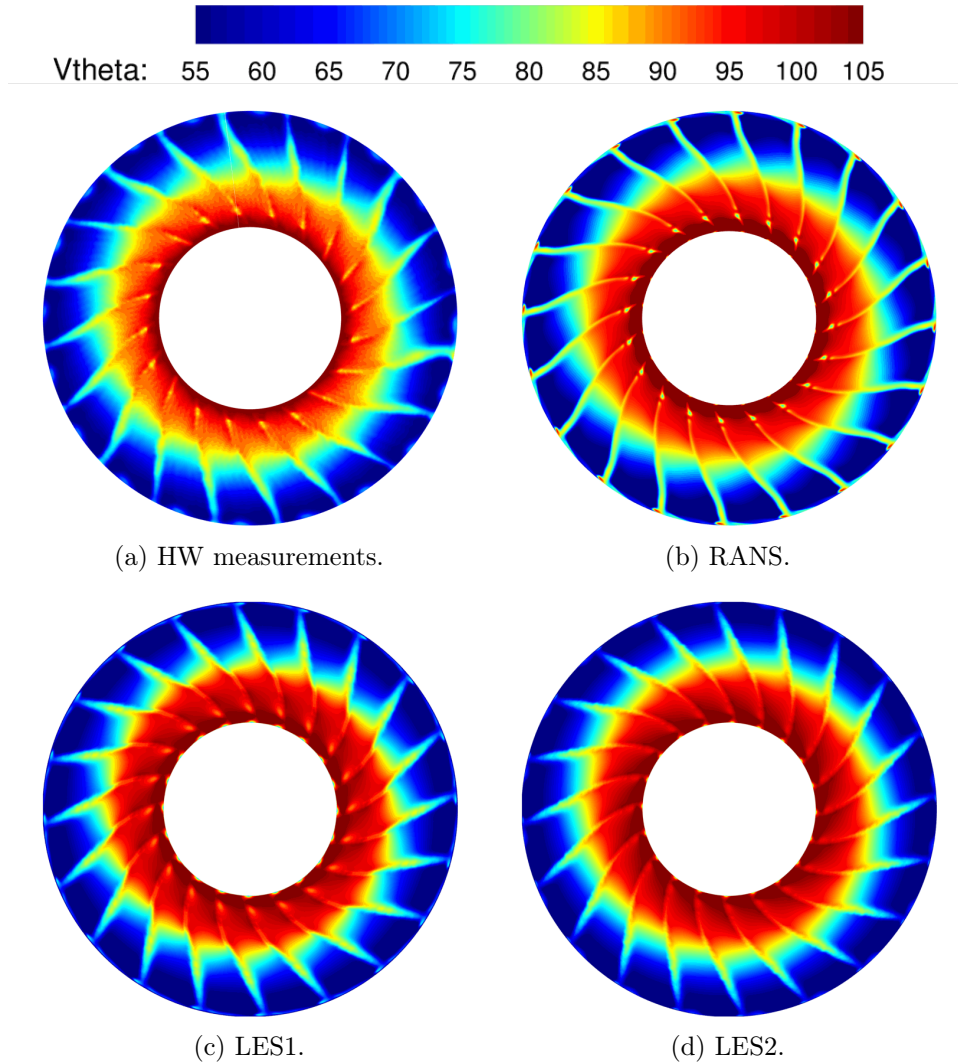 Vtheta: 55 60 65 70 75 80 85 90 95 100 105
(a) HW measurements.
(b) RANS.
(c) LES1.
(d) LES2.